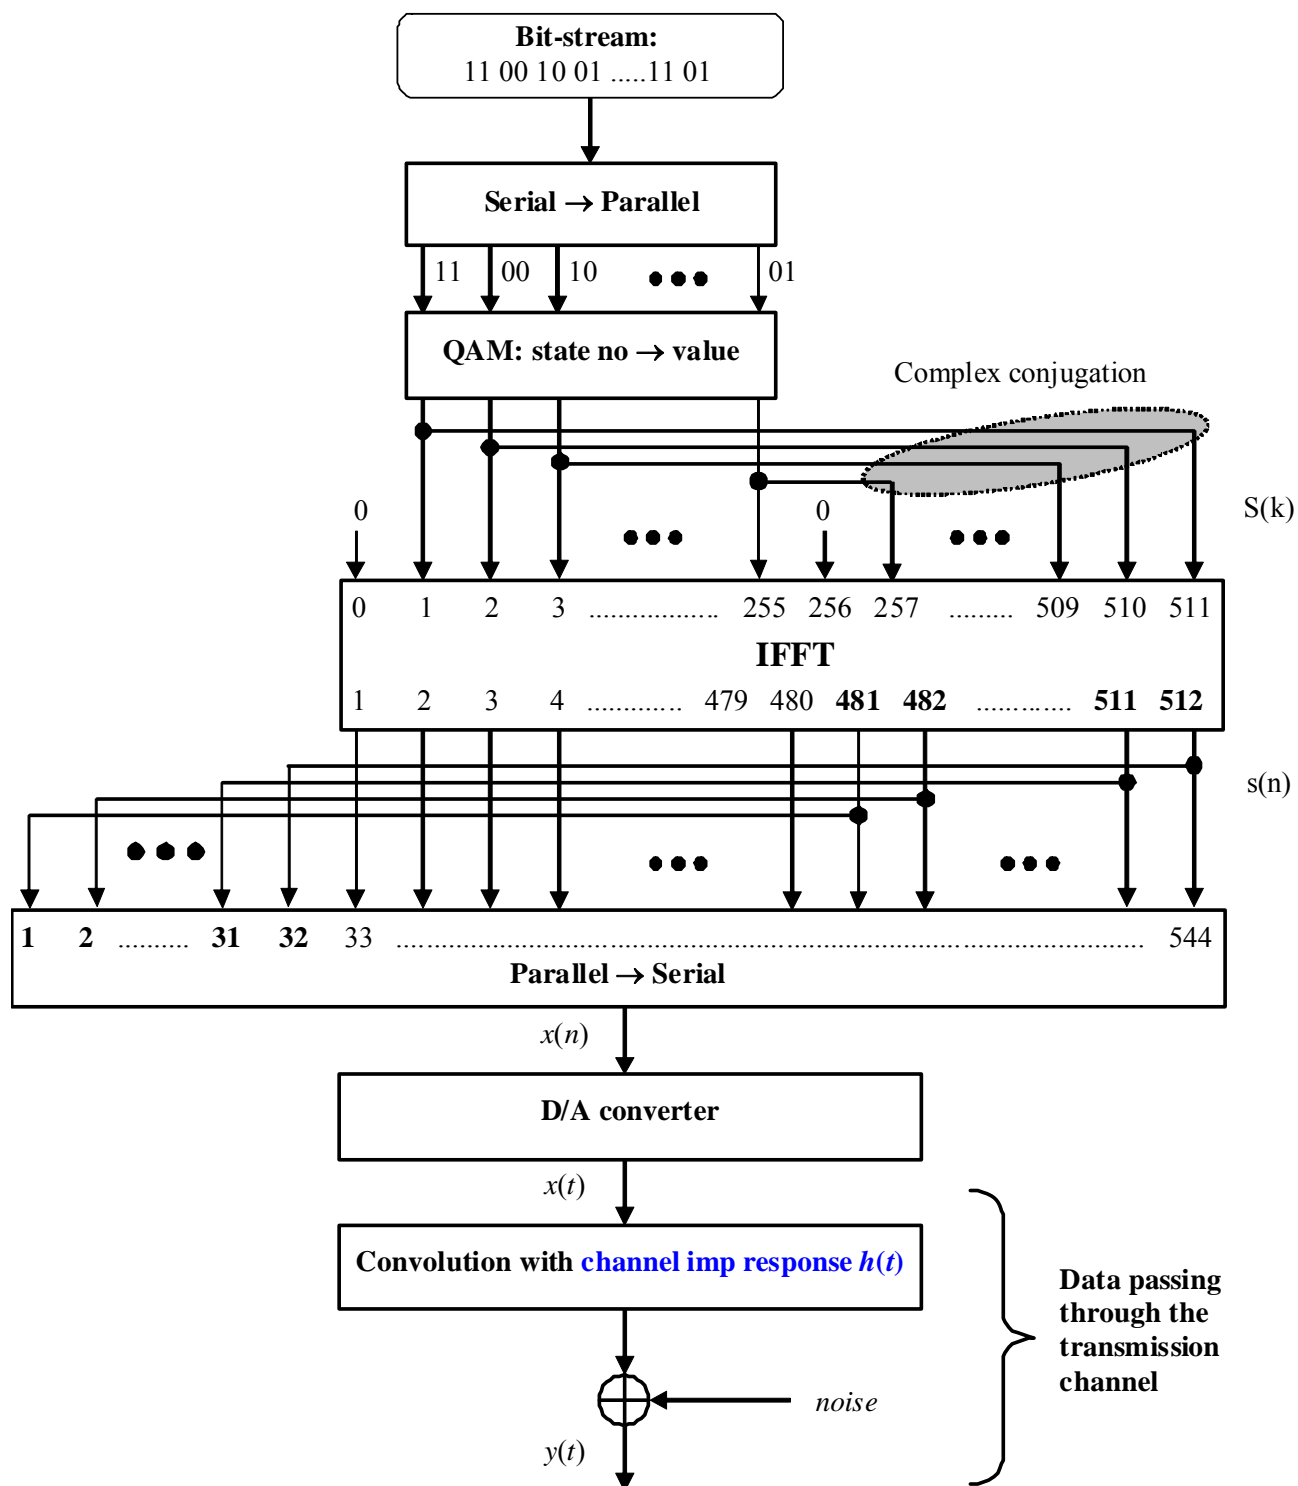 Bit-stream:
11 00 10 01 .....11 01
Serial → Parallel
11 00 10 01
QAM: state no → value
Complex conjugation
0 0 S(k)
0 1 2 3 .................. 255 256 257 ......... 509 510 511
IFFT
1 2 3 4 ............. 479 480 481 482 ............. 511 512
s(n)
1 2 .......... 31 32 33 ........................................................................ 544
Parallel → Serial
x(n)
D/A converter
x(t)
Convolution with channel imp response h(t)
Data passing
through the
transmission
channel
noise
y(t)